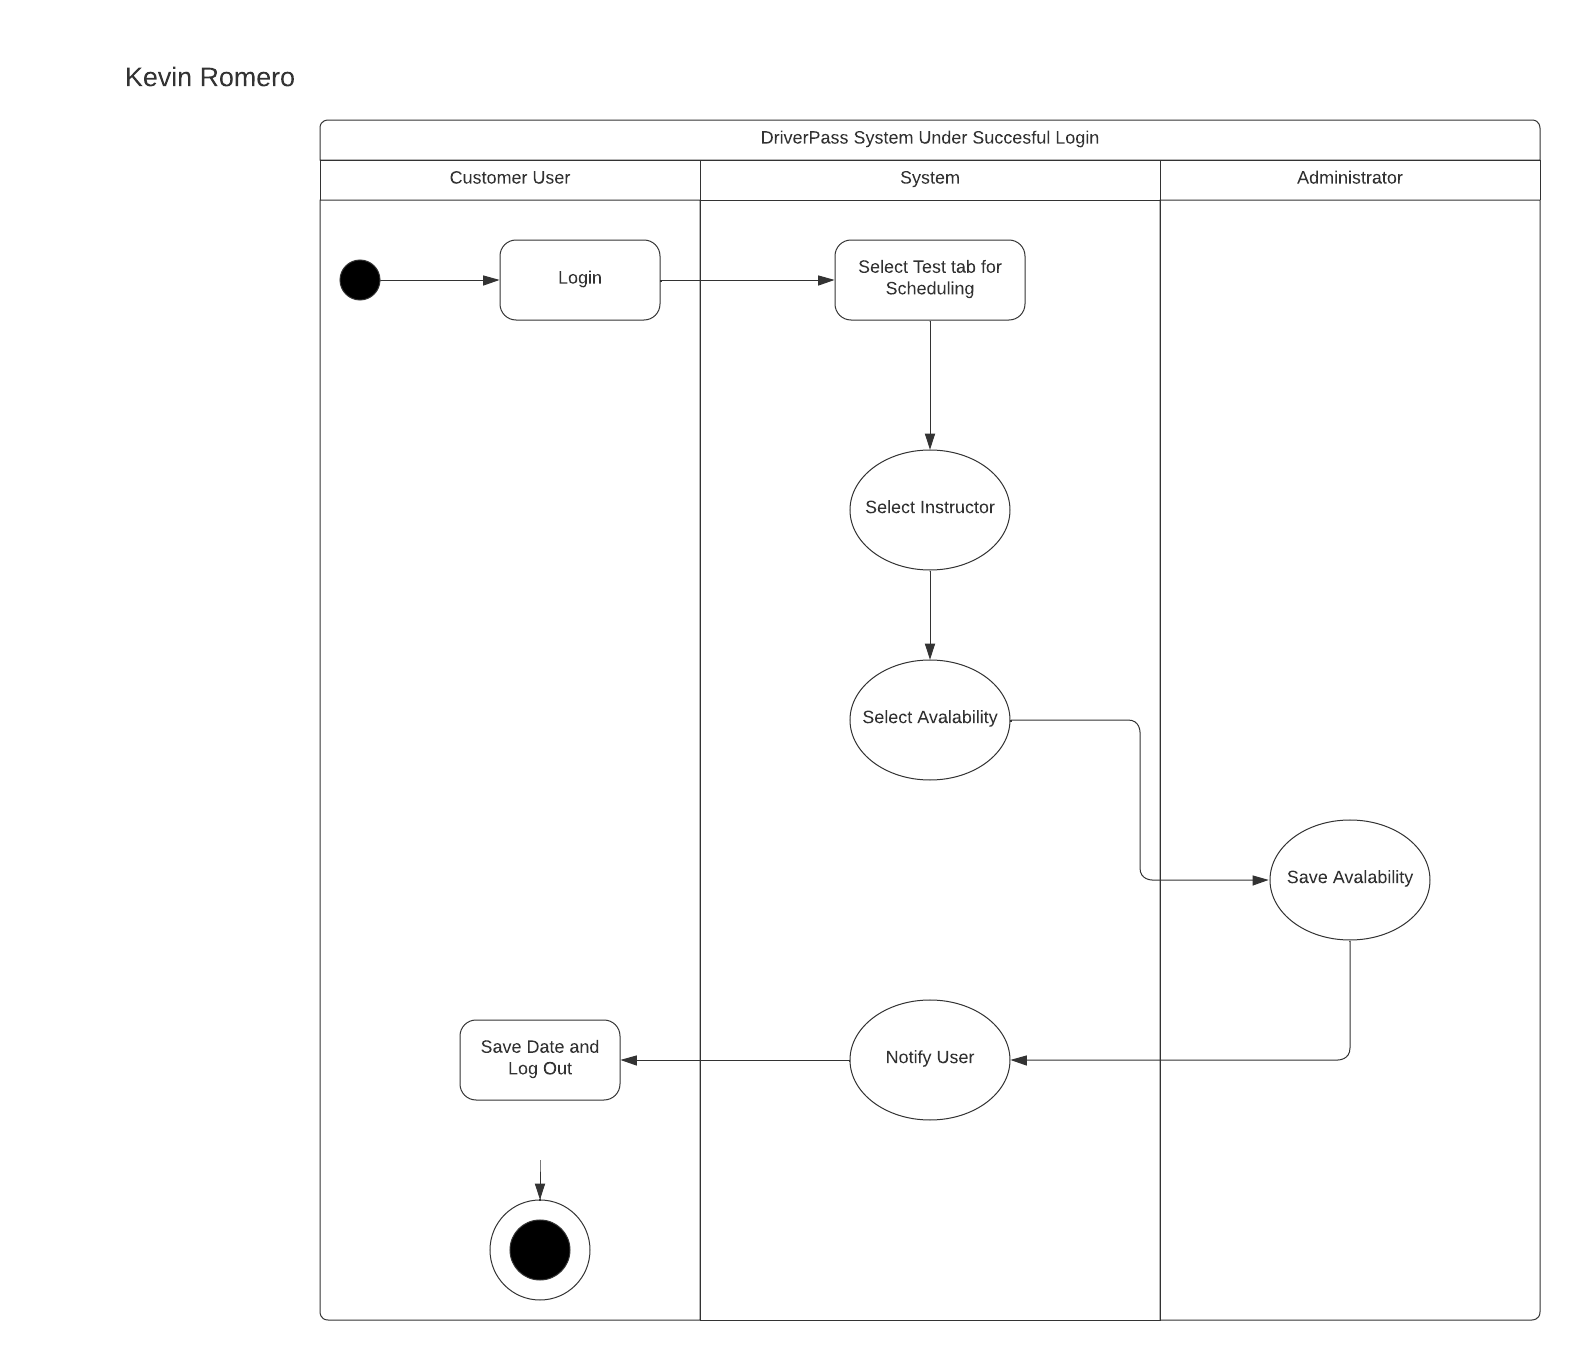 Kevin Romero
DriverPass System Under Succesful Login
Customer User
System
Administrator
Login
Select Test tab for
Scheduling
Select Instructor
Select Avalability
Save Avalability
Save Date and
Log Out
Notify User